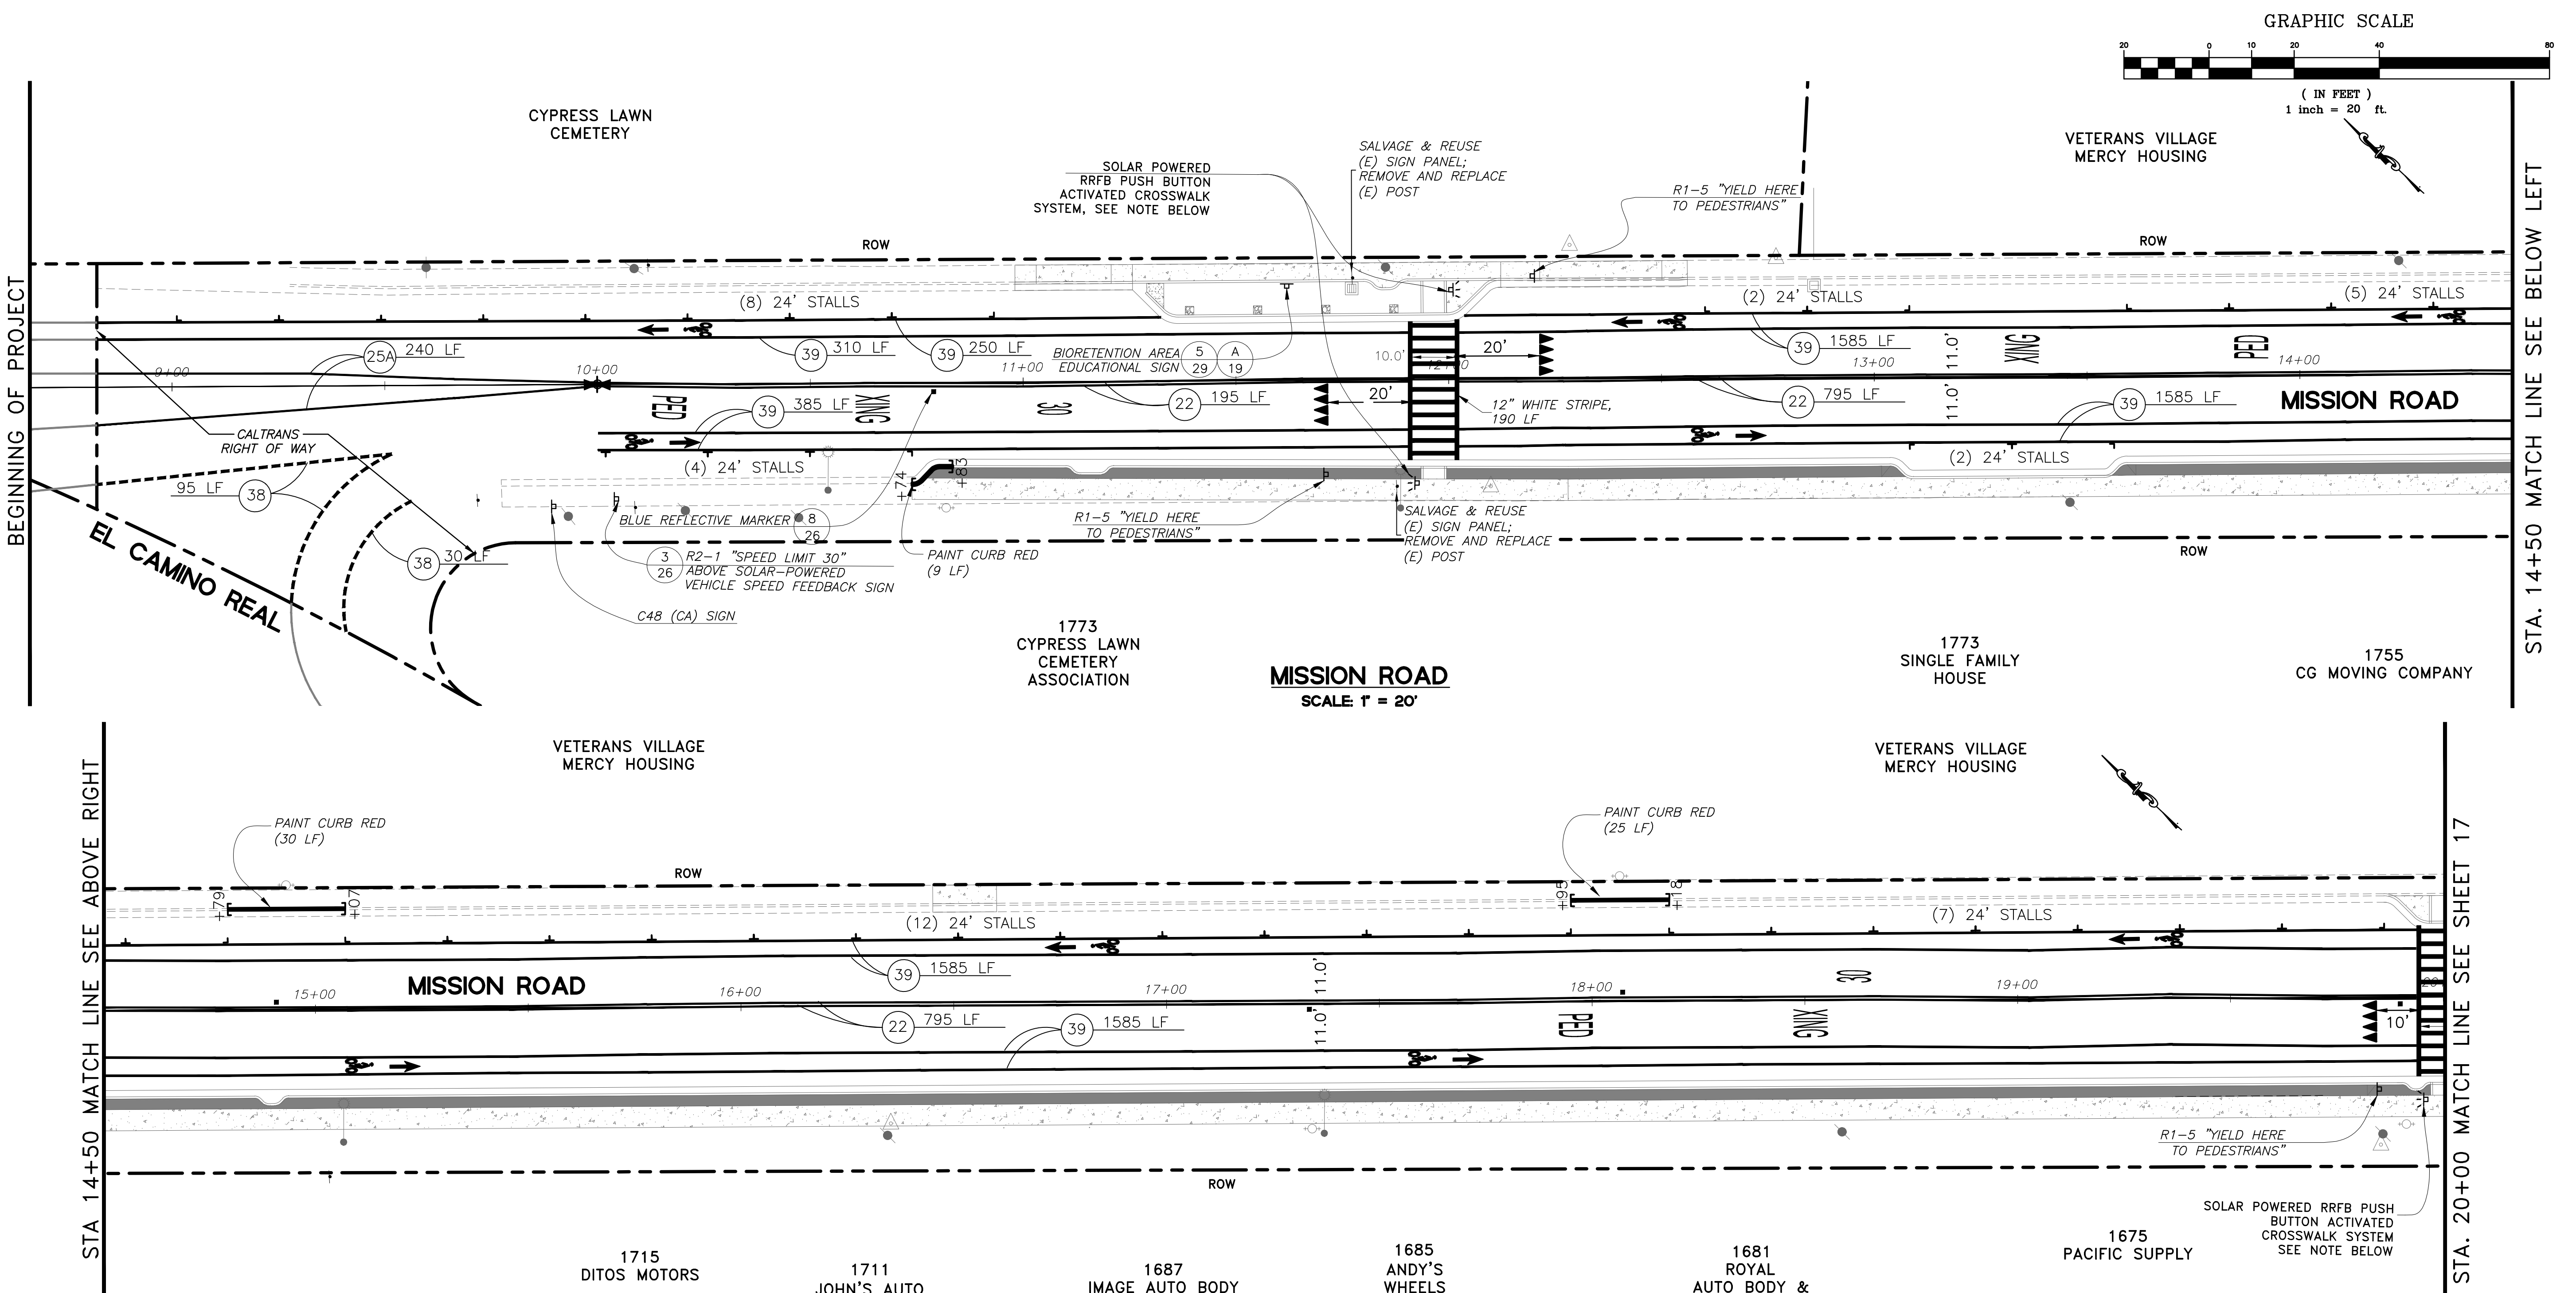 GRAPHIC SCALE
20 0 10 20 40 80
( IN FEET )
1 inch = 20 ft.
BEGINNING OF PROJECT
CYPRESS LAWN
CEMETERY
VETERANS VILLAGE
MERCY HOUSING
SOLAR POWERED
RRFB PUSH BUTTON
ACTIVATED CROSSWALK
SYSTEM, SEE NOTE BELOW
SALVAGE & REUSE
(E) SIGN PANEL;
REMOVE AND REPLACE
(E) POST
R1-5 "YIELD HERE
TO PEDESTRIANS"
ROW
ROW
(8) 24' STALLS
(2) 24' STALLS
(5) 24' STALLS
25A 240 LF
39 310 LF
39 250 LF
BIORETENTION AREA
EDUCATIONAL SIGN
5
29
A
19
10.0'
20'
39 1585 LF
11.0'
XING
PED
9+00
10+00
11+00
12+00
13+00
14+00
PED
39 385 LF
XING
30
22 195 LF
20'
12" WHITE STRIPE,
190 LF
22 795 LF
11.0'
39 1585 LF
MISSION ROAD
CALTRANS
RIGHT OF WAY
95 LF 38
38 30 LF
EL CAMINO REAL
(4) 24' STALLS
+74
+83
(2) 24' STALLS
BLUE REFLECTIVE MARKER
8
26
3
26
R2-1 "SPEED LIMIT 30"
ABOVE SOLAR-POWERED
VEHICLE SPEED FEEDBACK SIGN
C48 (CA) SIGN
PAINT CURB RED
(9 LF)
R1-5 "YIELD HERE
TO PEDESTRIANS"
SALVAGE & REUSE
(E) SIGN PANEL;
REMOVE AND REPLACE
(E) POST
ROW
1773
CYPRESS LAWN
CEMETERY
ASSOCIATION
MISSION ROAD
SCALE: 1" = 20'
1773
SINGLE FAMILY
HOUSE
1755
CG MOVING COMPANY
STA. 14+50 MATCH LINE SEE BELOW LEFT
STA 14+50 MATCH LINE SEE ABOVE RIGHT
VETERANS VILLAGE
MERCY HOUSING
VETERANS VILLAGE
MERCY HOUSING
PAINT CURB RED
(30 LF)
PAINT CURB RED
(25 LF)
ROW
+79
+07
+95
+18
(12) 24' STALLS
(7) 24' STALLS
39 1585 LF
MISSION ROAD
11.0'
30
15+00
16+00
17+00
18+00
19+00
20
22 795 LF
39 1585 LF
11.0'
PED
XING
10'
R1-5 "YIELD HERE
TO PEDESTRIANS"
ROW
SOLAR POWERED RRFB PUSH
BUTTON ACTIVATED
CROSSWALK SYSTEM
SEE NOTE BELOW
1715
DITOS MOTORS
1711
JOHN'S AUTO
1687
IMAGE AUTO BODY
1685
ANDY'S
WHEELS
1681
ROYAL
AUTO BODY &
1675
PACIFIC SUPPLY
STA. 20+00 MATCH LINE SEE SHEET 17